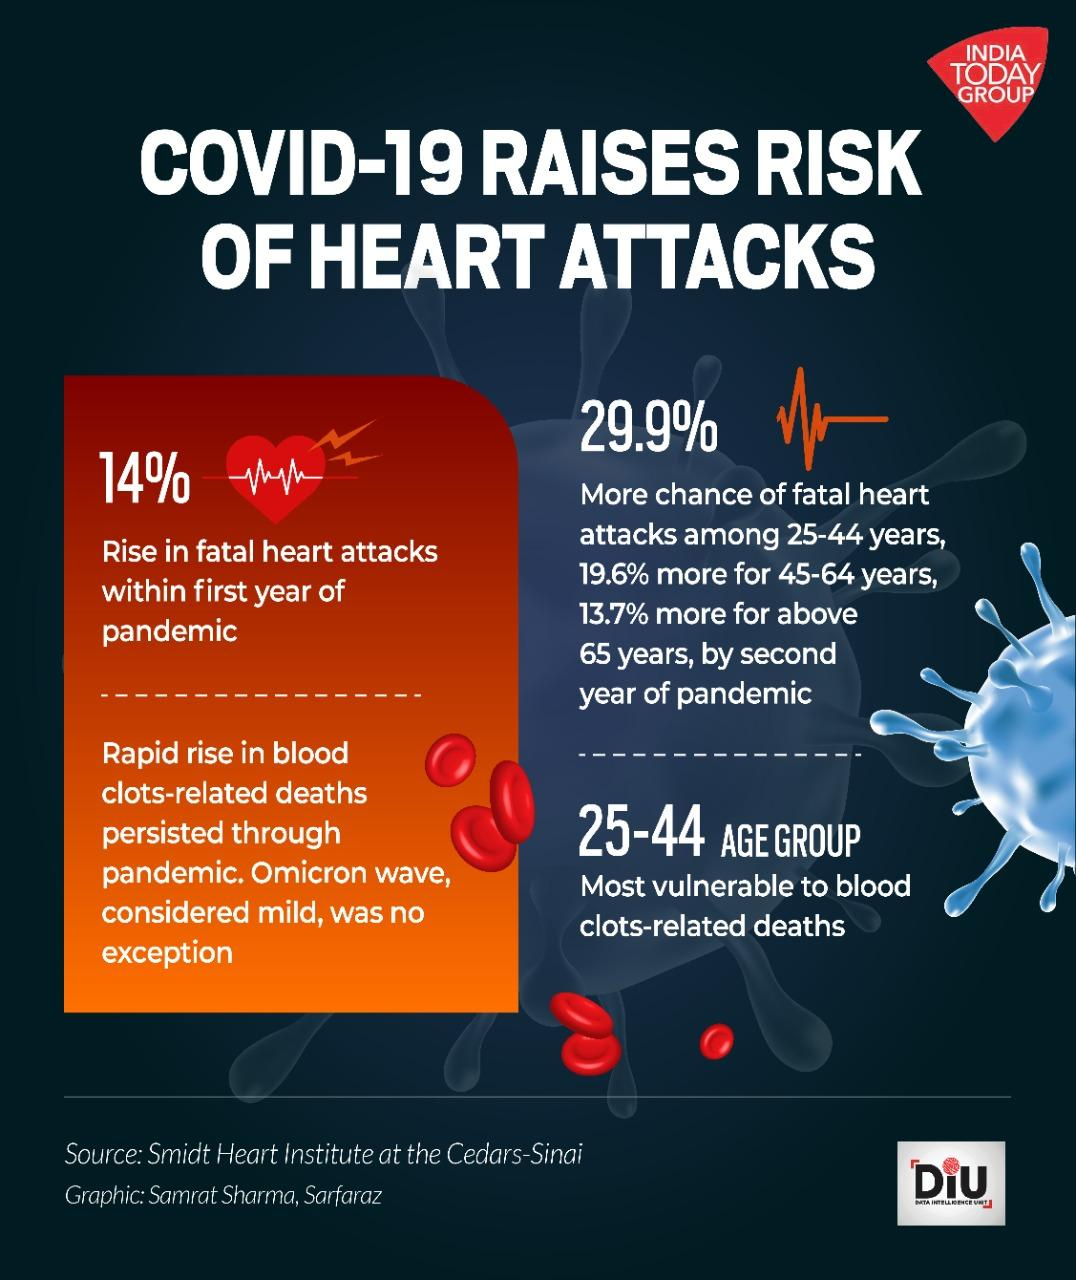 INDIA
TODAY
GROUP
COVID-19 RAISES RISK
OF HEART ATTACKS
14%
Rise in fatal heart attacks
within first year of
pandemic
Rapid rise in blood
clots-related deaths
persisted through
pandemic. Omicron wave,
considered mild, was no
exception
29.9%
More chance of fatal heart
attacks among 25-44 years,
19.6% more for 45-64 years,
13.7% more for above
65 years, by second
year of pandemic
25-44 AGE GROUP
Most vulnerable to blood
clots-related deaths
Source: Smidt Heart Institute at the Cedars-Sinai
Graphic: Samrat Sharma, Sarfaraz
DiU
DATA INTELLIGENCE UNIT